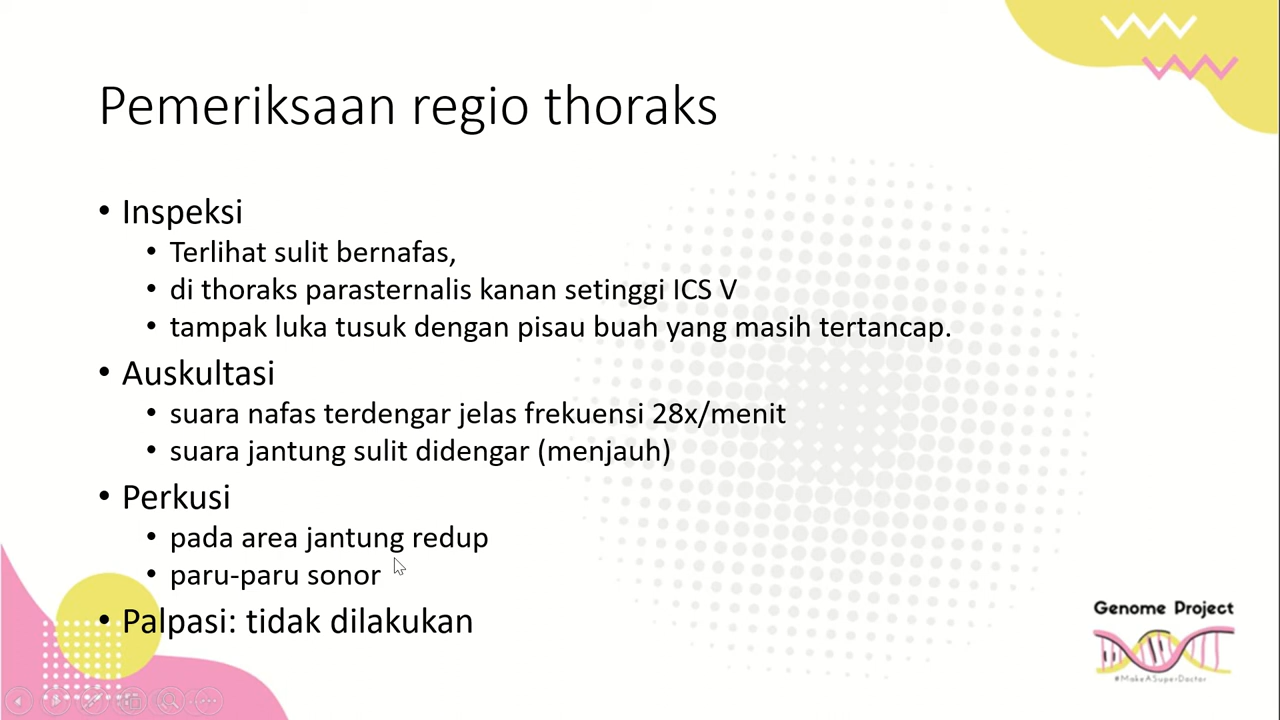 Pemeriksaan regio thoraks
• Inspeksi
• Terlihat sulit bernafas,
• di thoraks parasternalis kanan setinggi ICS V
• tampak luka tusuk dengan pisau buah yang masih tertancap.
• Auskultasi
• suara nafas terdengar jelas frekuensi 28x/menit
• suara jantung sulit didengar (menjauh)
• Perkusi
• pada area jantung redup
• paru-paru sonor
• Palpasi: tidak dilakukan
Genome Project
#MakeASuperDoctor